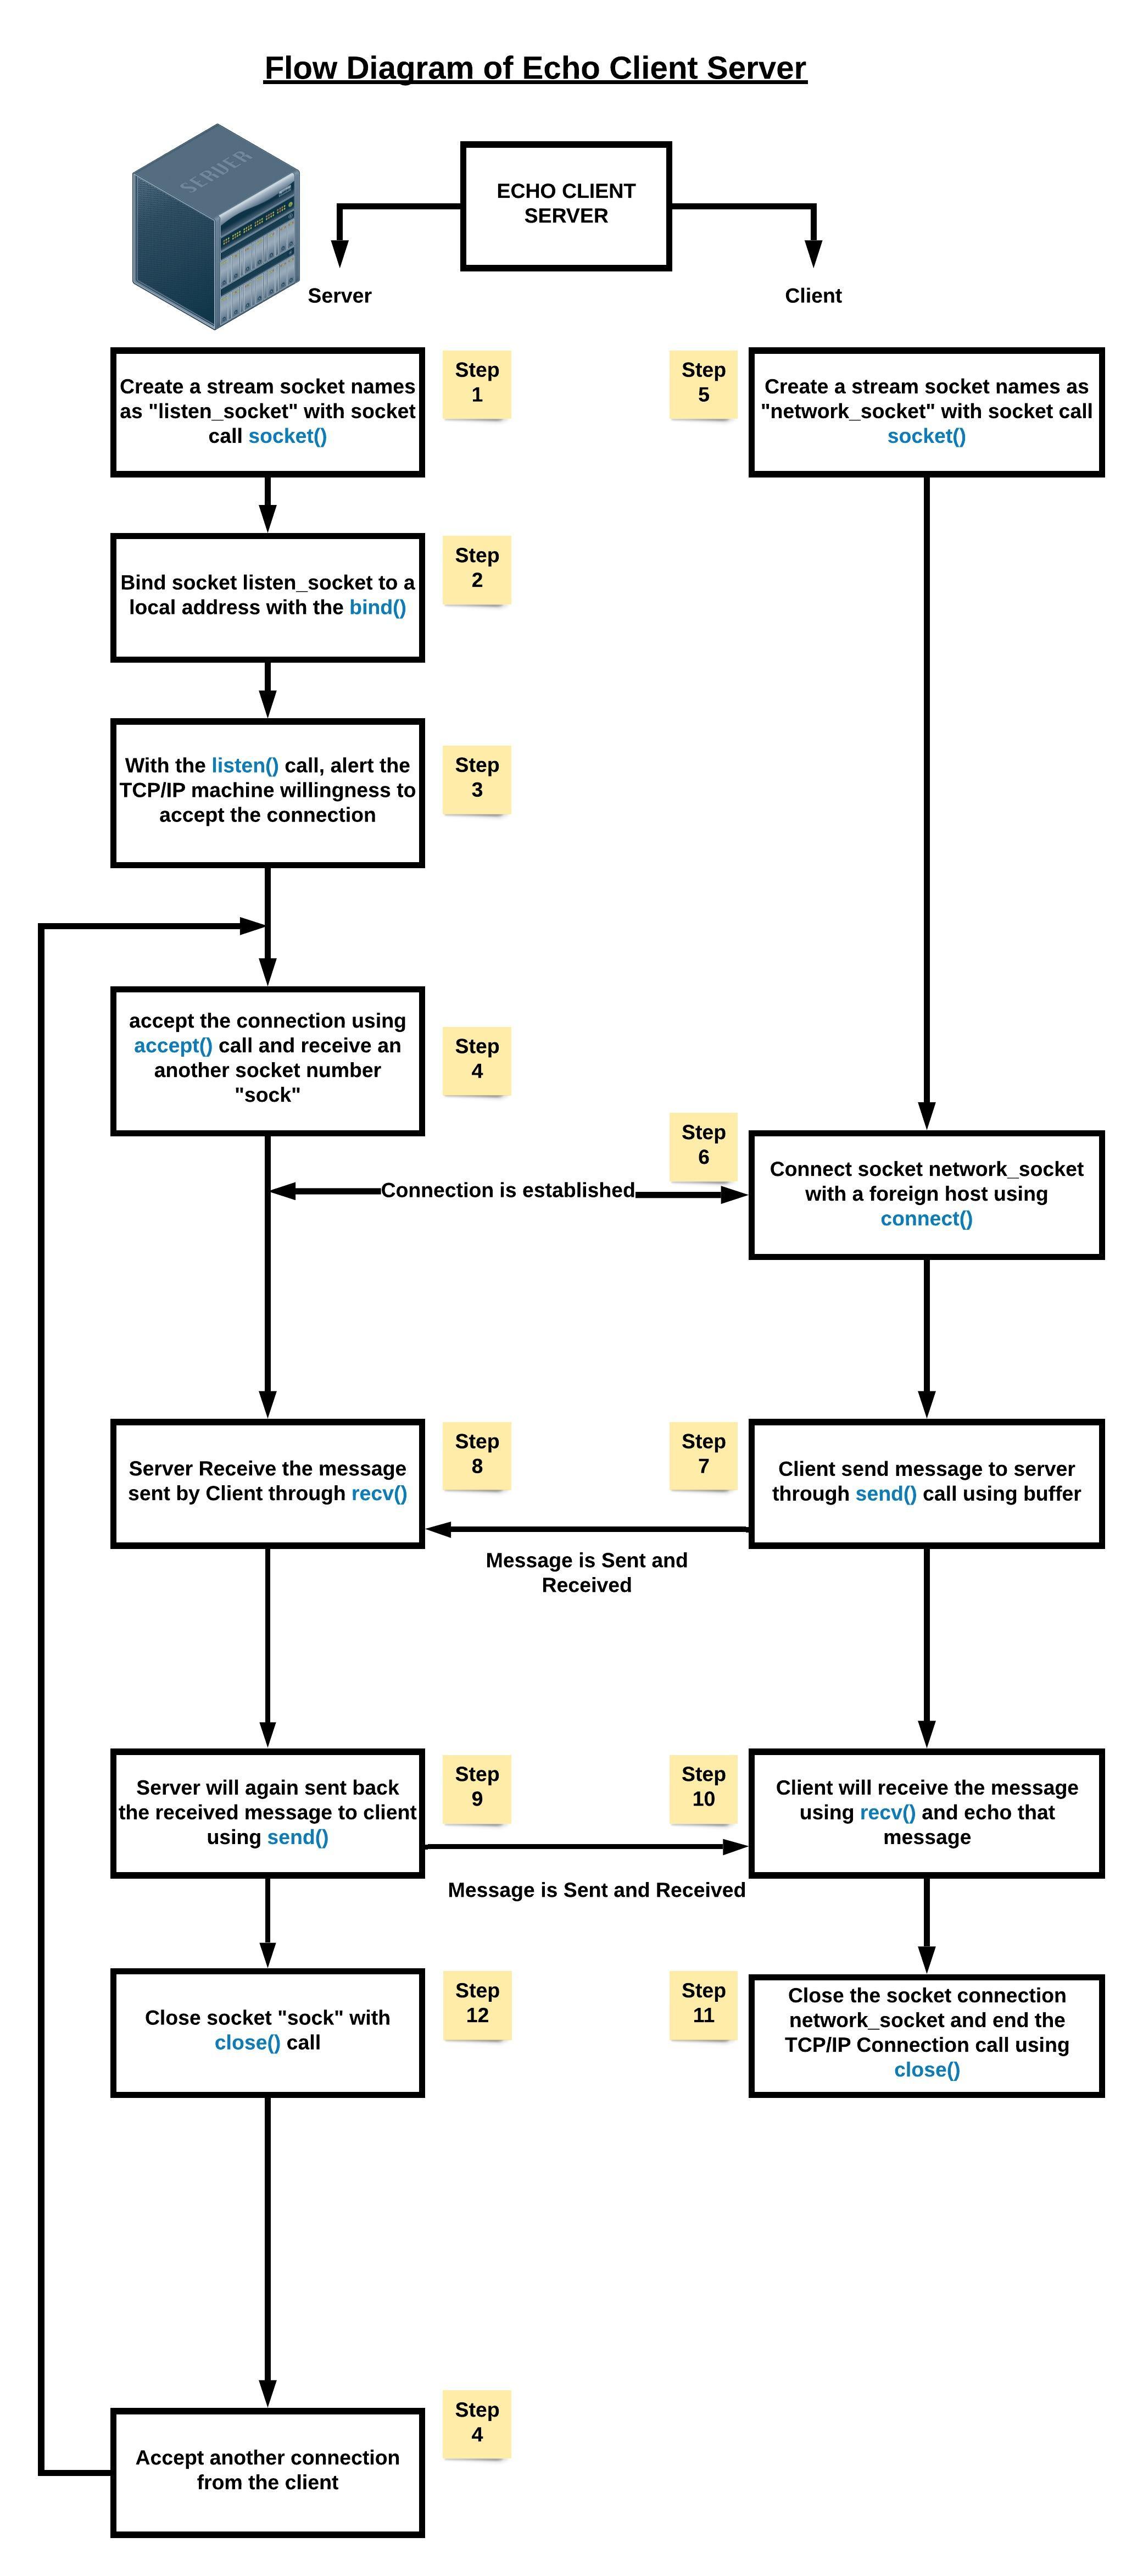 Flow Diagram of Echo Client Server
SERVER
ECHO CLIENT
SERVER
Server
Client
Create a stream socket names
as "listen_socket" with socket
call socket()
Step
1
Step
5
Create a stream socket names as
"network_socket" with socket call
socket()
Bind socket listen_socket to a
local address with the bind()
Step
2
With the listen() call, alert the
TCP/IP machine willingness to
accept the connection
Step
3
accept the connection using
accept() call and receive an
another socket number
"sock"
Step
4
Step
6
Connection is established
Connect socket network_socket
with a foreign host using
connect()
Server Receive the message
sent by Client through recv()
Step
8
Step
7
Client send message to server
through send() call using buffer
Message is Sent and
Received
Server will again sent back
the received message to client
using send()
Step
9
Step
10
Client will receive the message
using recv() and echo that
message
Message is Sent and Received
Close socket "sock" with
close() call
Step
12
Step
11
Close the socket connection
network_socket and end the
TCP/IP Connection call using
close()
Step
4
Accept another connection
from the client